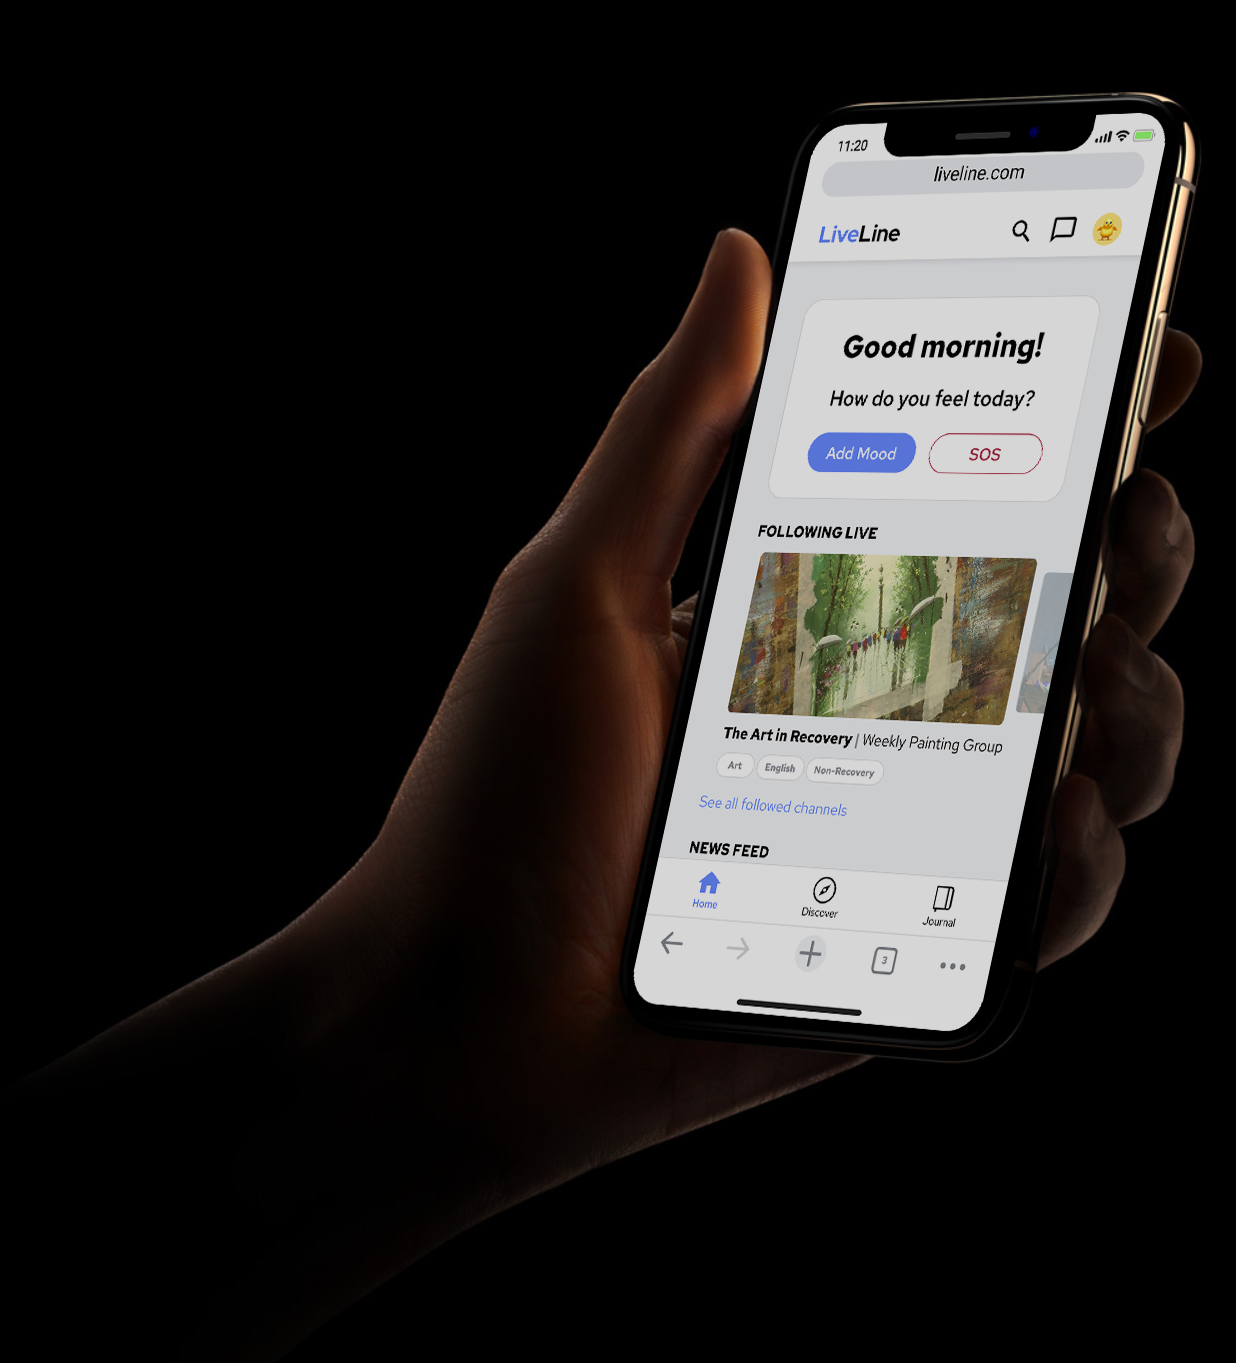 11:20
liveline.com
LiveLine
Good morning!
How do you feel today?
Add Mood
SOS
FOLLOWING LIVE
The Art in Recovery | Weekly Painting Group
Art English Non-Recovery
See all followed channels
NEWS FEED
Home Discover Journal
3